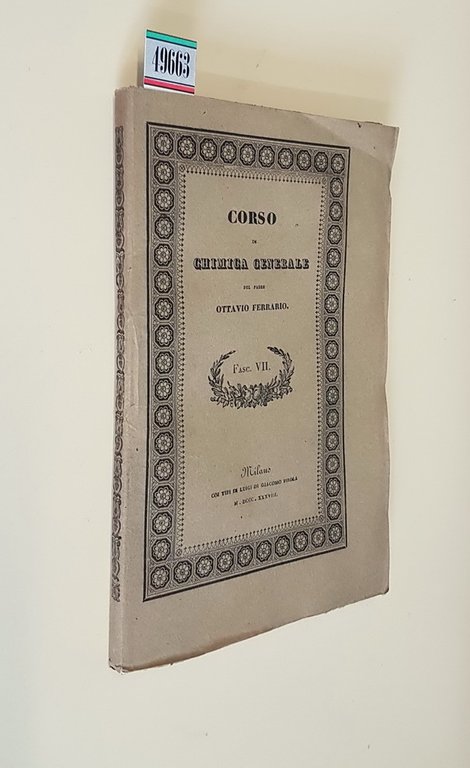 49663
CORSO
DI
CHIMICA GENERALE
DEL PADRE
OTTAVIO FERRARIO.
Fasc. VII.
Milano
COI TIPI DI LUIGI DI GIACOMO PIROLA
M. DCCC. XXXVIII.